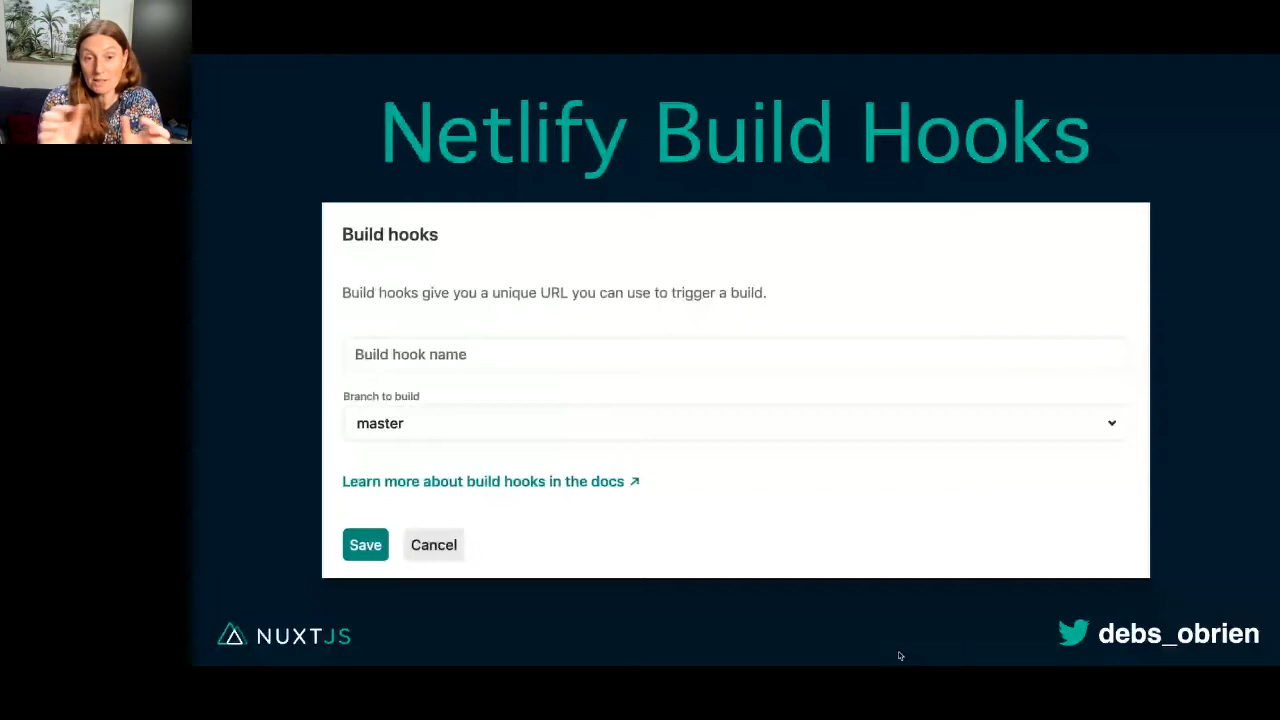 Netlify Build Hooks
Build hooks
Build hooks give you a unique URL you can use to trigger a build.
Build hook name
Branch to build
master
Learn more about build hooks in the docs ↗
Save Cancel
NUXTJS
debs_obrien